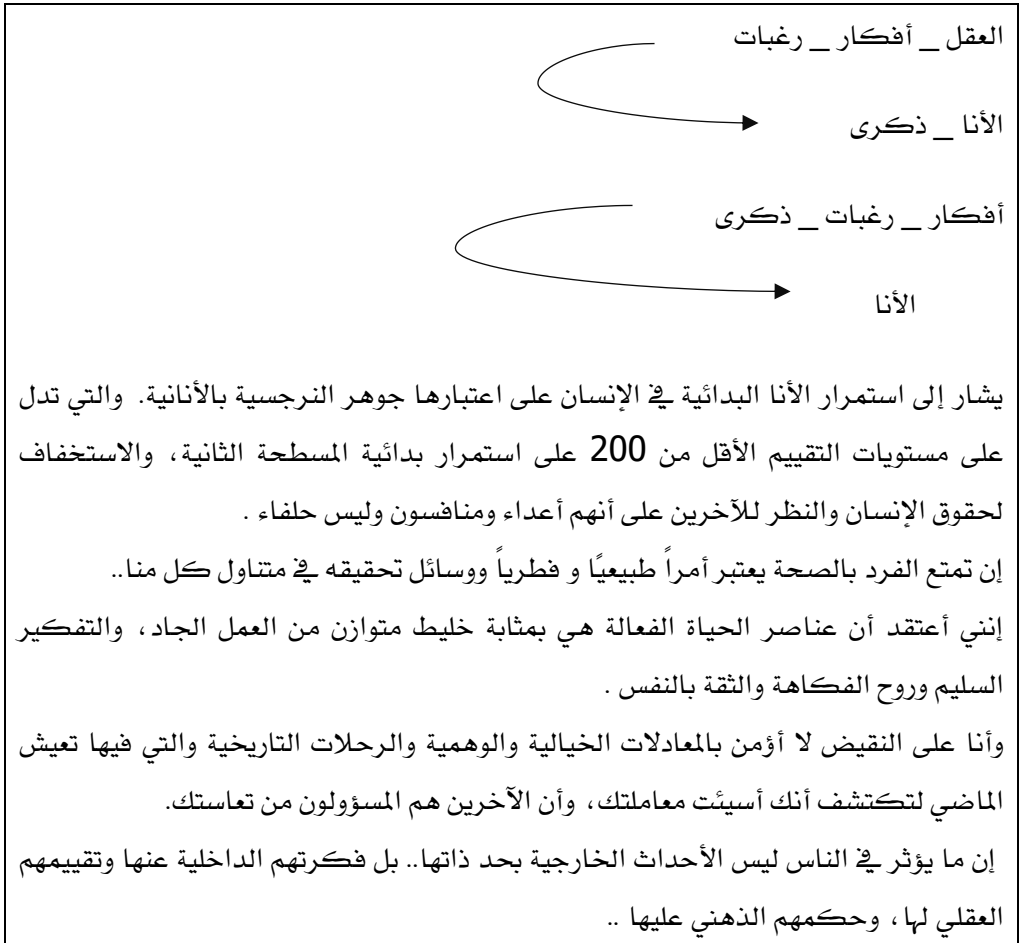 العقل _ أفكار _ رغبات
الأنا _ ذكرى
أفكار _ رغبات _ ذكرى
الأنا
يشار إلى استمرار الأنا البدائية في الإنسان على اعتبارها جوهر النرجسية بالأنانية. والتي تدل
على مستويات التقييم الأقل من 200 على استمرار بدائية المسطحة الثانية، والاستخفاف
لحقوق الإنسان والنظر للآخرين على أنهم أعداء ومنافسون وليس حلفاء .
إن تمتع الفرد بالصحة يعتبر أمراً طبيعيًا و فطرياً ووسائل تحقيقه في متناول كل منا..
إنني أعتقد أن عناصر الحياة الفعالة هي بمثابة خليط متوازن من العمل الجاد، والتفكير
السليم وروح الفكاهة والثقة بالنفس .
وأنا على النقيض لا أؤمن بالمعادلات الخيالية والوهمية والرحلات التاريخية والتي فيها تعيش
الماضي لتكتشف أنك أسيئت معاملتك، وأن الآخرين هم المسؤولون من تعاستك.
إن ما يؤثر في الناس ليس الأحداث الخارجية بحد ذاتها.. بل فكرتهم الداخلية عنها وتقييمهم
العقلي لها، وحكمهم الذهني عليها ..